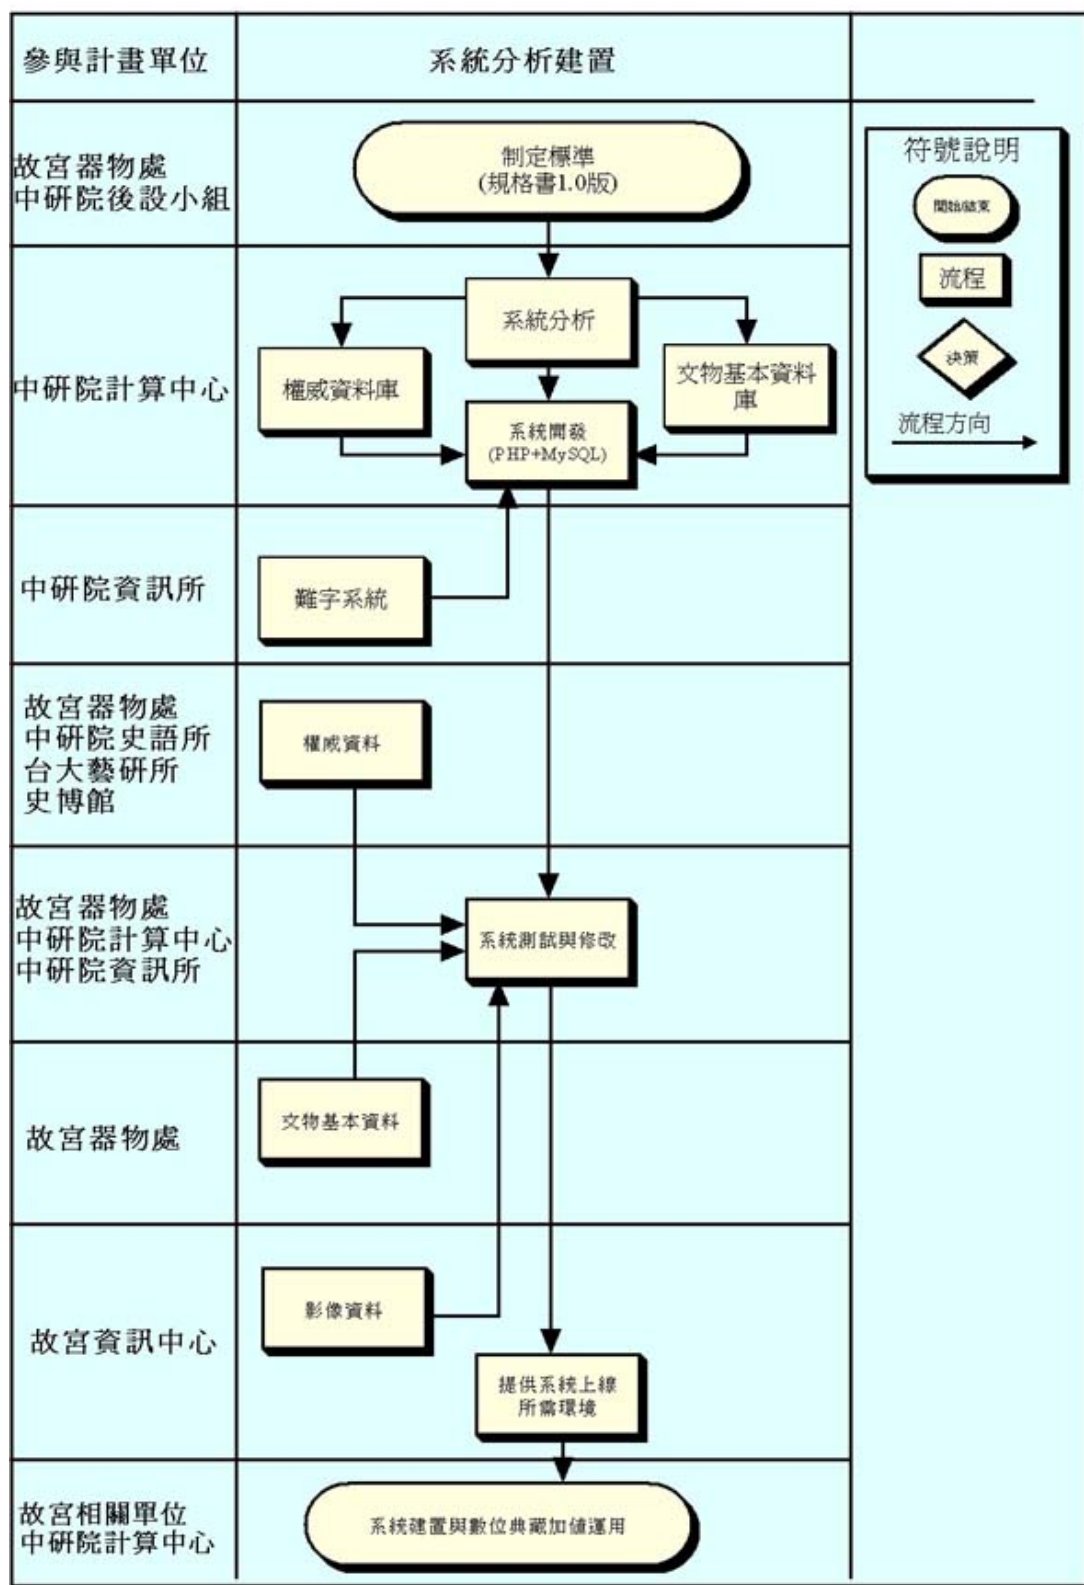 參與計畫單位
系統分析建置
符號說明
開始/結束
流程
決策
流程方向
故宮器物處
中研院後設小組
制定標準
(規格書1.0版)
中研院計算中心
系統分析
權威資料庫
文物基本資料
庫
系統開發
(PHP+MySQL)
中研院資訊所
難字系統
故宮器物處
中研院史語所
台大藝研所
史博館
權威資料
故宮器物處
中研院計算中心
中研院資訊所
系統測試與修改
故宮器物處
文物基本資料
故宮資訊中心
影像資料
提供系統上線
所需環境
故宮相關單位
中研院計算中心
系統建置與數位典藏加值運用